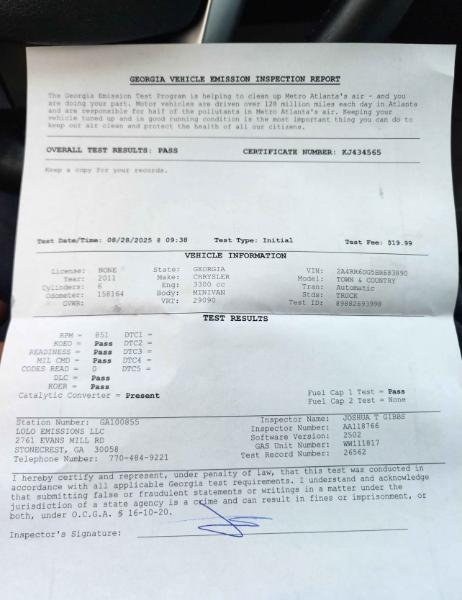 GEORGIA VEHICLE EMISSION INSPECTION REPORT
The Georgia Emission Test Program is helping to clean up Metro Atlanta's air - and you
are doing your part. Motor vehicles are driven over 120 million miles each day in Atlanta
and are responsible for half of the pollutants in Metro Atlanta's air. Keeping your
vehicle tuned up and in good running condition is the most important thing you can do to
keep our air clean and protect the health of all our citizens.
OVERALL TEST RESULTS: PASS CERTIFICATE NUMBER: KJ434565
Keep a copy for your records.
Test Date/Time: 08/28/2025 @ 09:38 Test Type: Initial Test Fee: $19.99
VEHICLE INFORMATION
License: NONE State: GEORGIA VIN:
Year: 2011 Make: CHRYSLER Model: TOWN & COUNTRY
Cylinders: 6 Eng: 3300 cc Tran: Automatic
Odometer: 158164 Body: MINIVAN Stds: TRUCK
GVWR: VRT: 29090 Test ID: 89882693998
TEST RESULTS
RPM = 851 DTC1 =
KOEO = Pass DTC2 =
READINESS = Pass DTC3 =
MIL CMD = Pass DTC4 =
CODES READ = 0 DTC5 =
DLC = Pass
KOER = Pass Fuel Cap 1 Test = Pass
Catalytic Converter = Present Fuel Cap 2 Test = None
Station Number: GA100855 Inspector Name: JOSHUA T GIBBS
LOLO EMISSIONS LLC Inspector Number: AA118766
2761 EVANS MILL RD Software Version: 2502
STONECREST, GA 30058 GAS Unit Number: WW111817
Telephone Number: 770-484-9221 Test Record Number: 26562
I hereby certify and represent, under penalty of law, that this test was conducted in
accordance with all applicable Georgia test requirements. I understand and acknowledge
that submitting false or fraudulent statements or writings in a matter under the
jurisdiction of a state agency is a crime and can result in fines or imprisonment, or
both, under O.C.G.A. § 16-10-20.
Inspector's Signature: